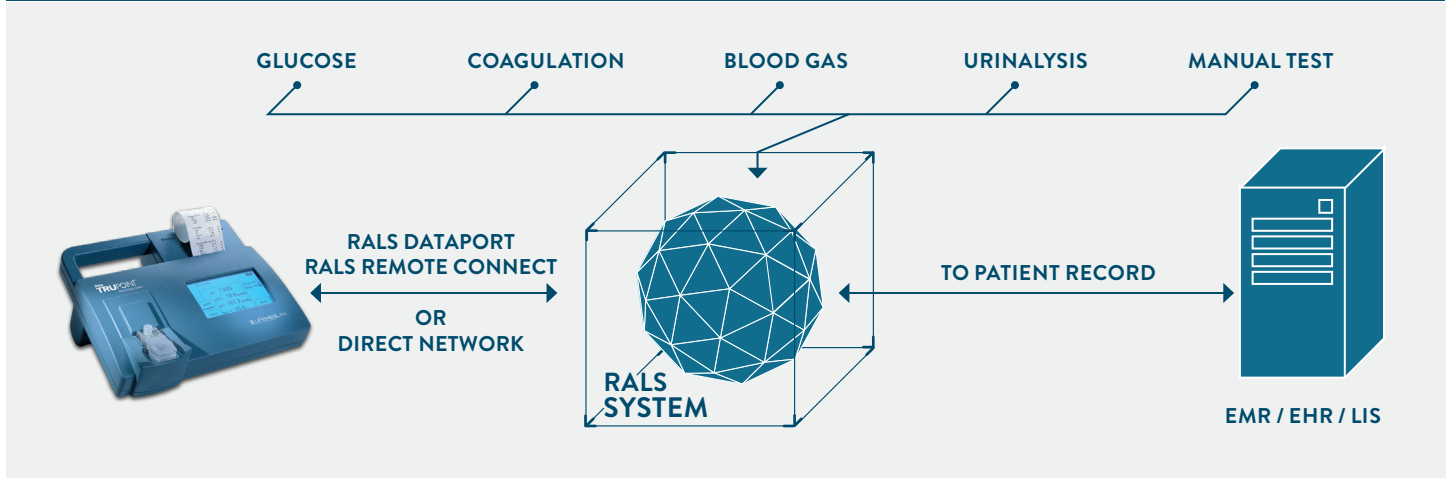 GLUCOSE
COAGULATION
BLOOD GAS
URINALYSIS
MANUAL TEST
RALS DATAPORT
RALS REMOTE CONNECT
OR
DIRECT NETWORK
TO PATIENT RECORD
TRUPOINT
RALS
SYSTEM
EMR / EHR / LIS